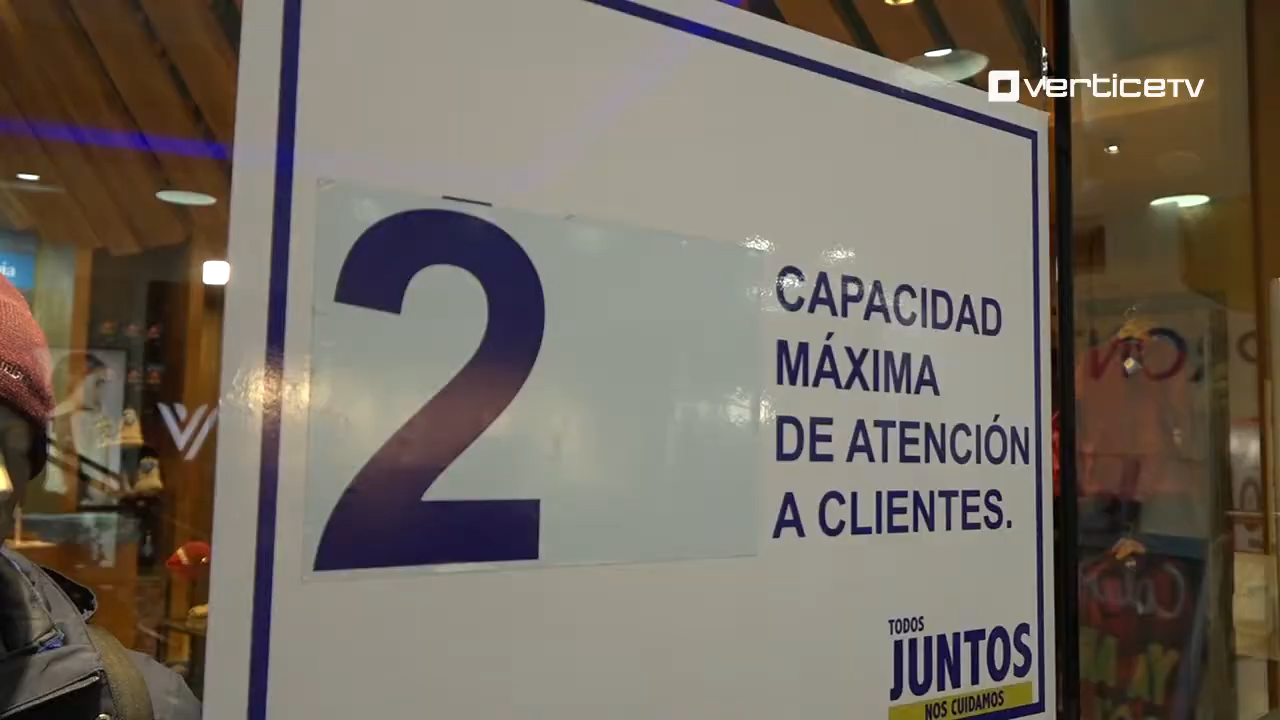 verticeTV
2
CAPACIDAD
MÁXIMA
DE ATENCIÓN
A CLIENTES.
TODOS
JUNTOS
NOS CUIDAMOS